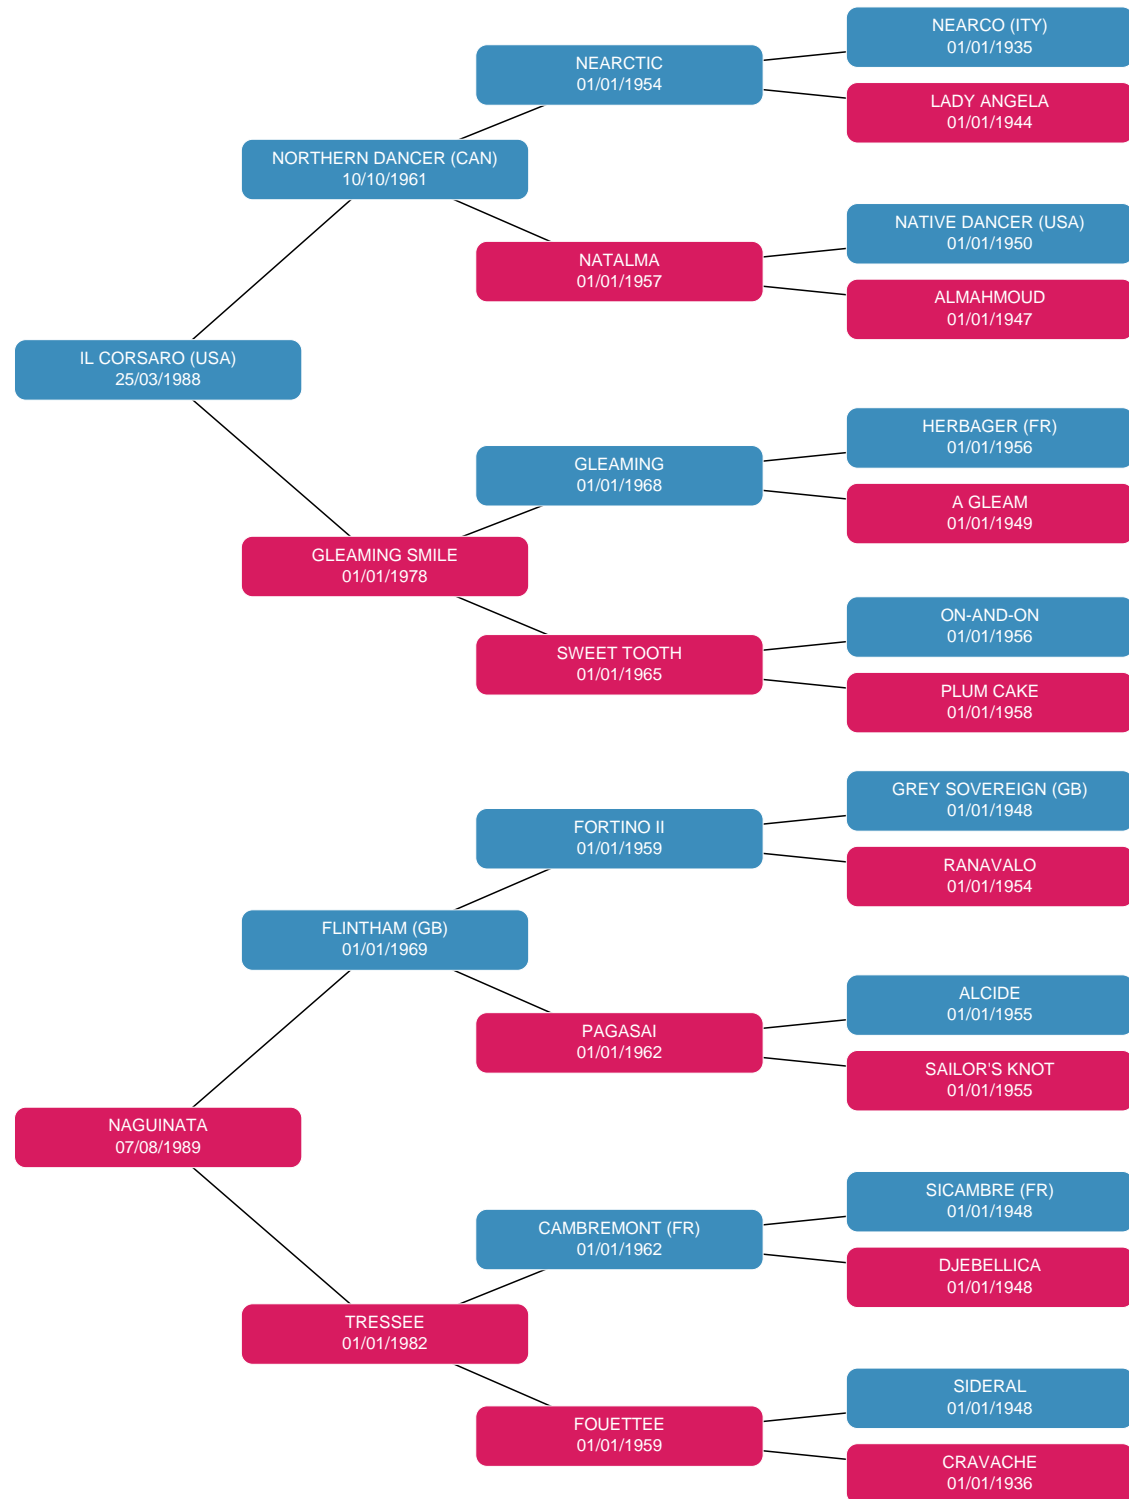 NEARCO (ITY)
01/01/1935
NEARCTIC
01/01/1954
LADY ANGELA
01/01/1944
NORTHERN DANCER (CAN)
10/10/1961
NATIVE DANCER (USA)
01/01/1950
NATALMA
01/01/1957
ALMAHMOUD
01/01/1947
IL CORSARO (USA)
25/03/1988
HERBAGER (FR)
01/01/1956
GLEAMING
01/01/1968
A GLEAM
01/01/1949
GLEAMING SMILE
01/01/1978
ON-AND-ON
01/01/1956
SWEET TOOTH
01/01/1965
PLUM CAKE
01/01/1958
GREY SOVEREIGN (GB)
01/01/1948
FORTINO II
01/01/1959
RANAVALO
01/01/1954
FLINTHAM (GB)
01/01/1969
ALCIDE
01/01/1955
PAGASAI
01/01/1962
SAILOR'S KNOT
01/01/1955
NAGUINATA
07/08/1989
SICAMBRE (FR)
01/01/1948
CAMBREMONT (FR)
01/01/1962
DJEBELLICA
01/01/1948
TRESSEE
01/01/1982
SIDERAL
01/01/1948
FOUETTEE
01/01/1959
CRAVACHE
01/01/1936